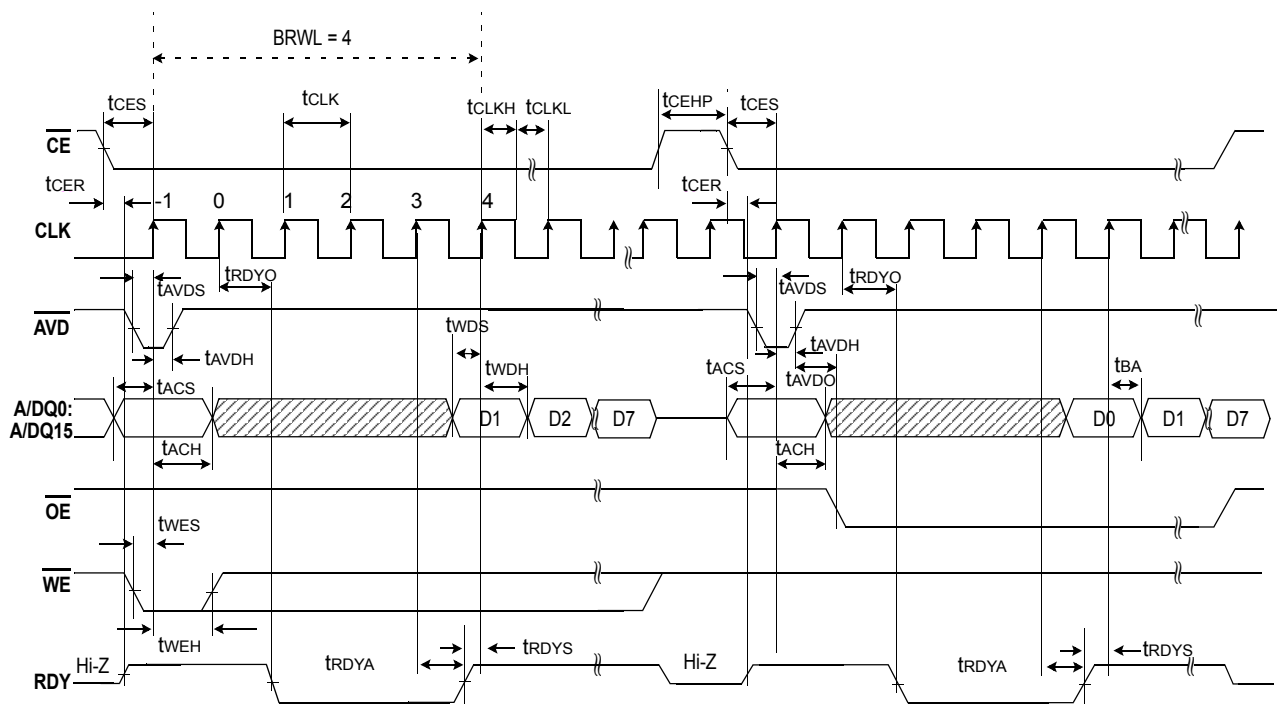 BRWL = 4
tCES
tCLK
tCLKH
tCLKL
tCEHP
tCES
CE
tCER
tCER
-1 0 1 2 3 4
CLK
tRDYO
tRDYO
tAVDS
tAVDS
AVD
tWDS
tAVDH
tAVDH
tACS
tWDH
tACS
tAVDO
tBA
A/DQ0:
A/DQ15
D1 D2 D7 D0 D1 D7
tACH
tACH
OE
tWES
WE
tWEH
tRDYS
tRDYS
Hi-Z
tRDYA
Hi-Z
tRDYA
RDY